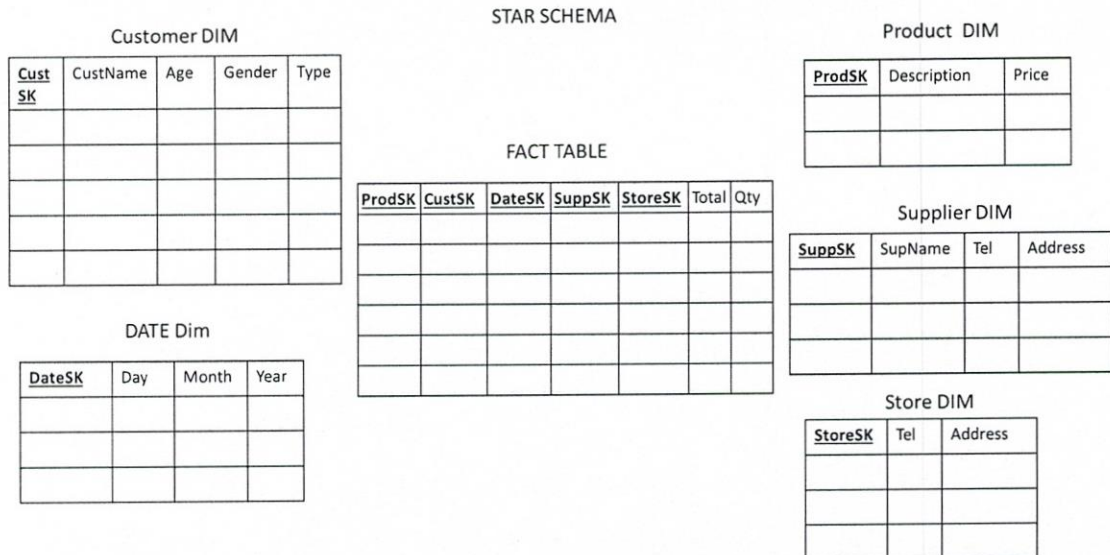 STAR SCHEMA
Customer DIM
Cust SK CustName Age Gender Type
Product DIM
ProdSK Description Price
FACT TABLE
ProdSK CustSK DateSK SuppSK StoreSK Total Qty
Supplier DIM
SuppSK SupName Tel Address
DATE Dim
DateSK Day Month Year
Store DIM
StoreSK Tel Address